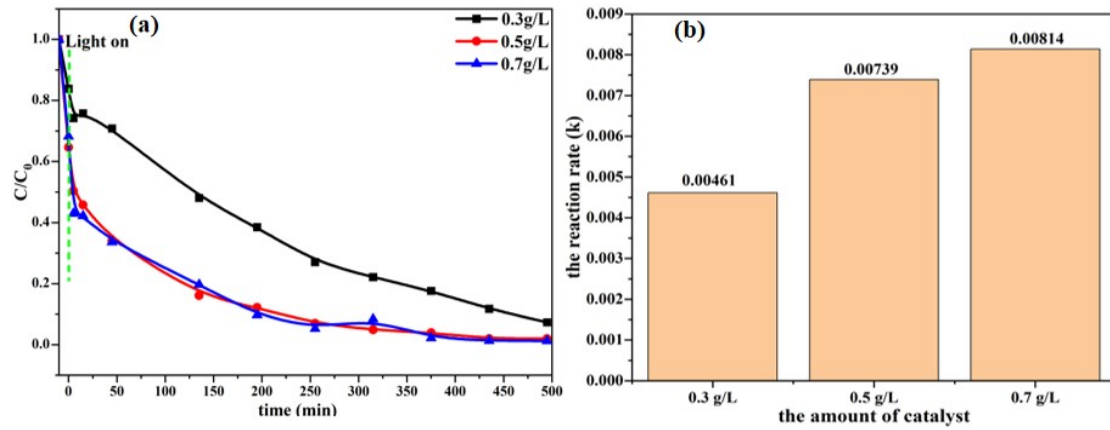 (a)
Light on
0.3g/L
0.5g/L
0.7g/L
1.0
0.8
0.6
0.4
0.2
0.0
C/C₀
0 50 100 150 200 250 300 350 400 450 500
time (min)
(b)
0.009
0.008
0.007
0.006
0.005
0.004
0.003
0.002
0.001
0.000
the reaction rate (k)
0.00461
0.00739
0.00814
0.3 g/L 0.5 g/L 0.7 g/L
the amount of catalyst